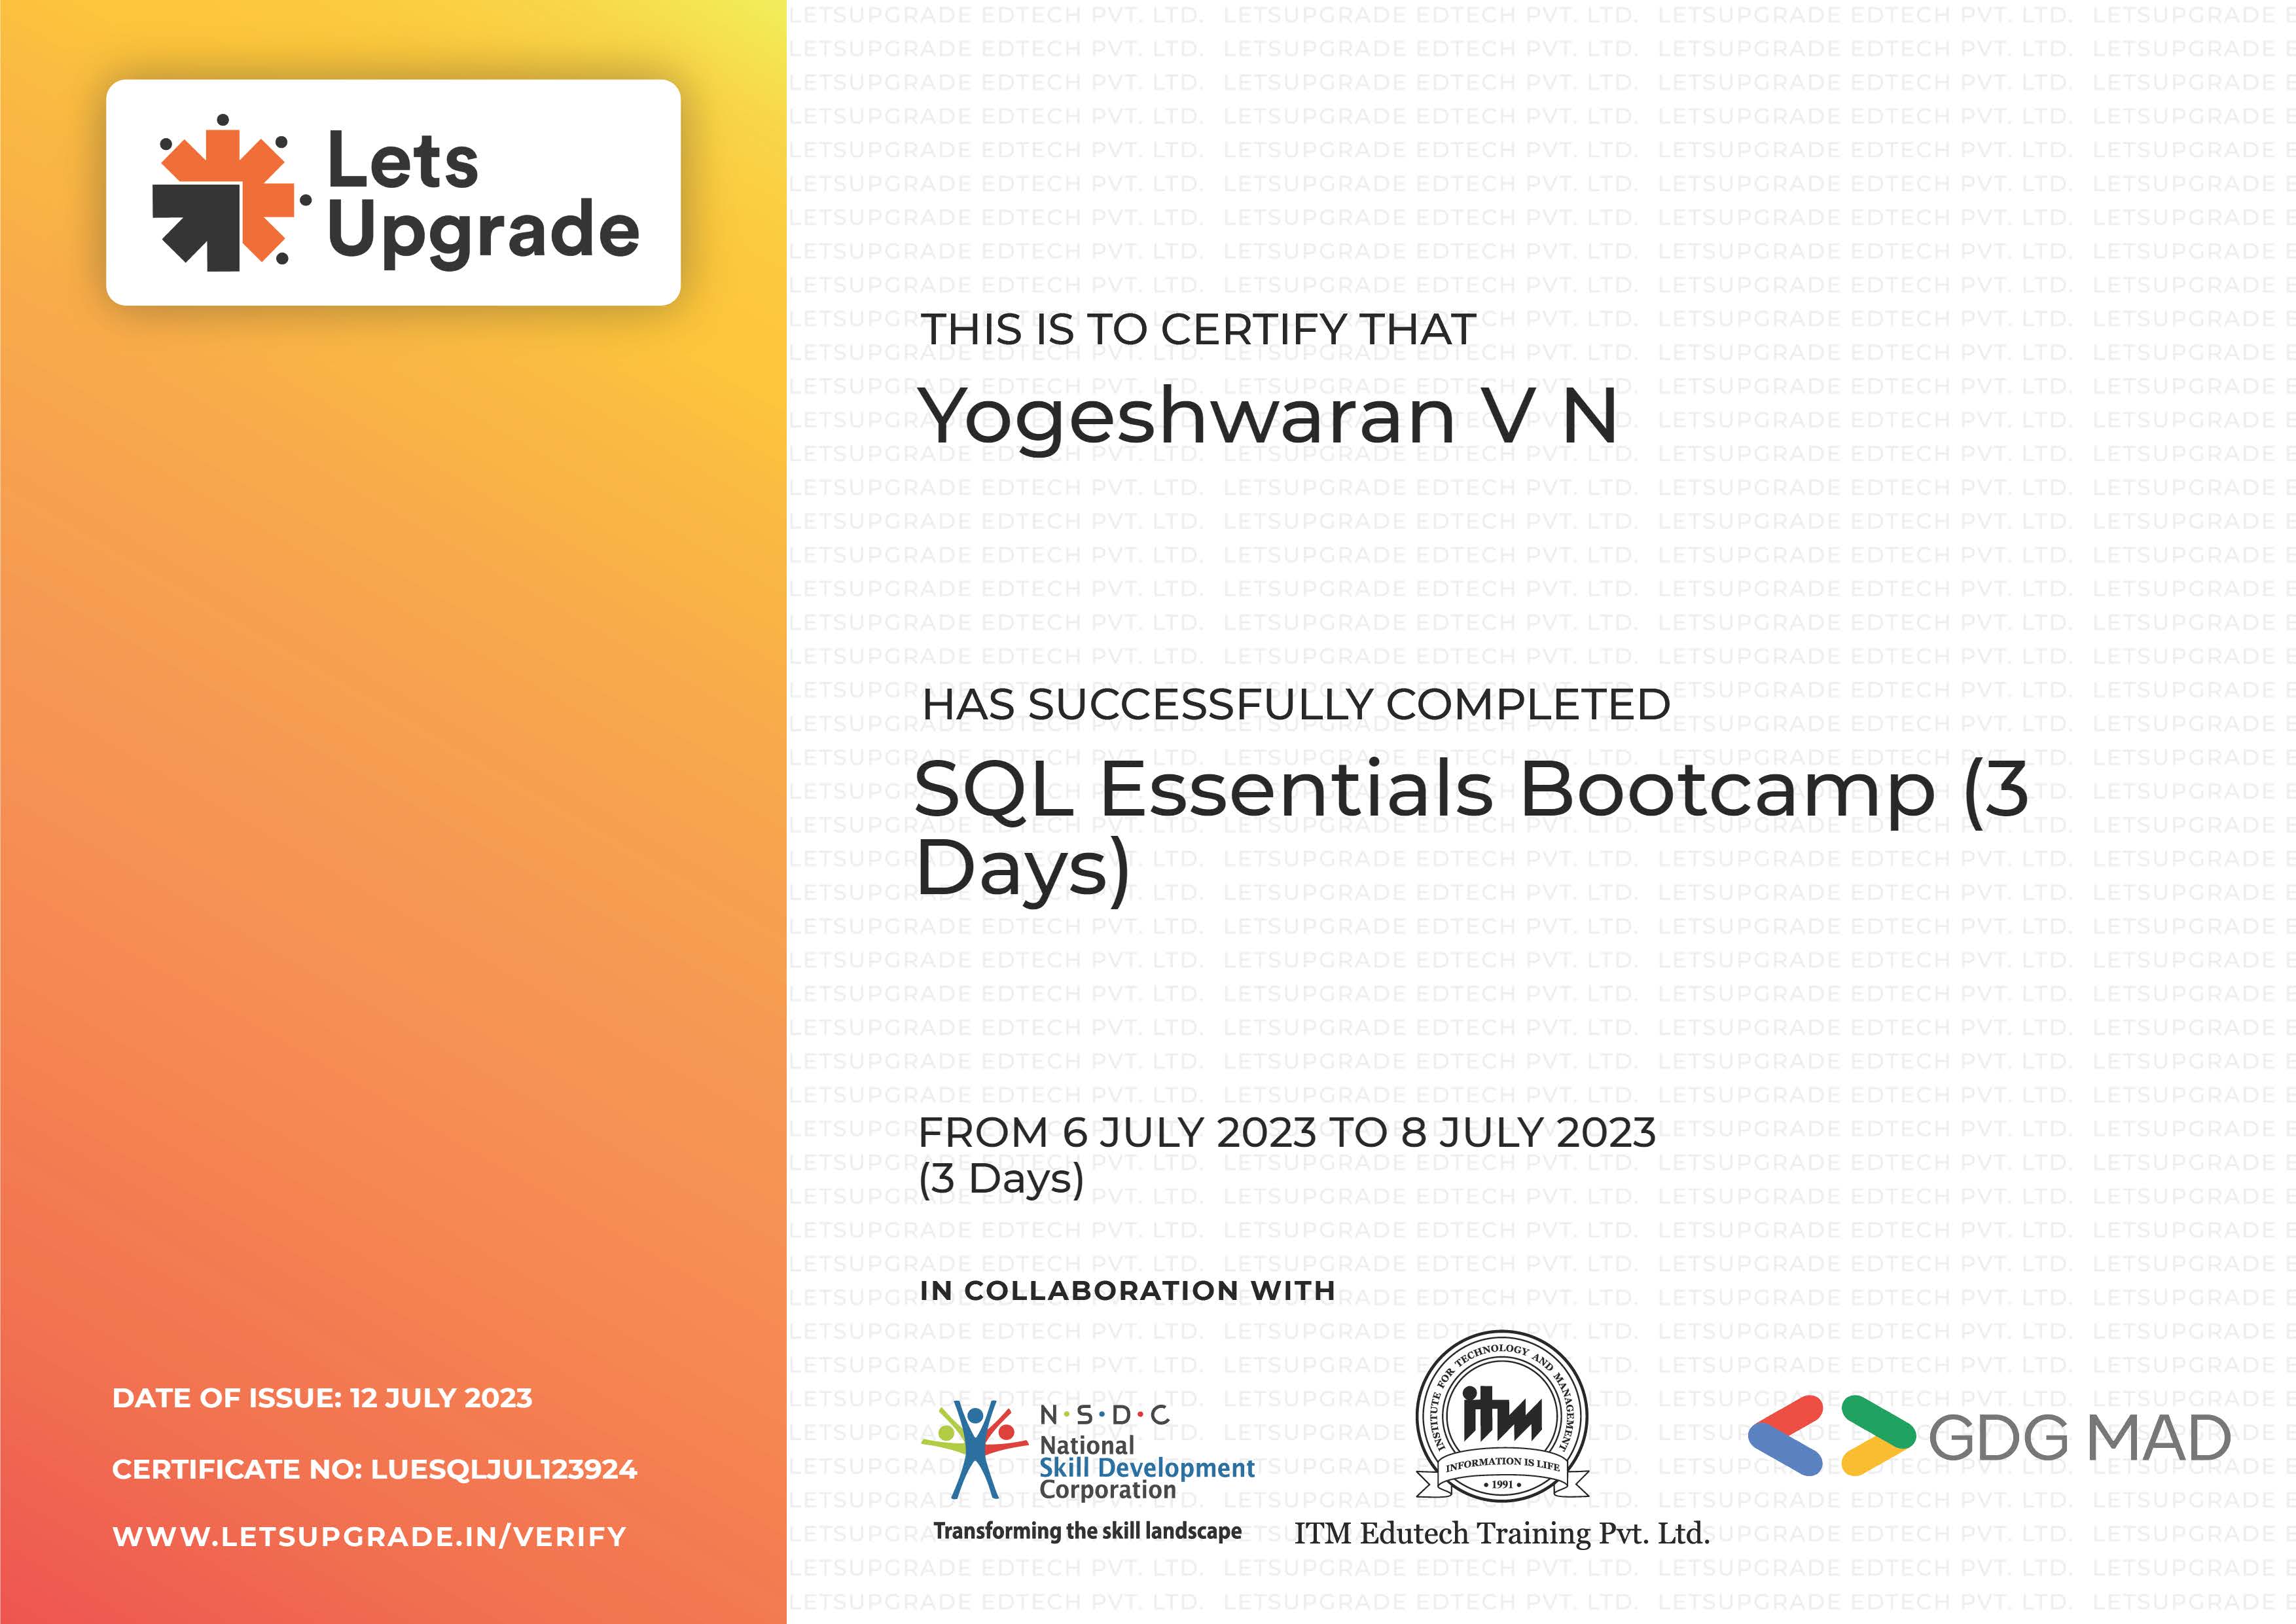 Lets
Upgrade
THIS IS TO CERTIFY THAT
Yogeshwaran V N
HAS SUCCESSFULLY COMPLETED
SQL Essentials Bootcamp (3
Days)
FROM 6 JULY 2023 TO 8 JULY 2023
(3 Days)
IN COLLABORATION WITH
N·S·D·C
National
Skill Development
Corporation
Transforming the skill landscape
INSTITUTE FOR TECHNOLOGY AND MANAGEMENT
itm
INFORMATION IS LIFE
• 1991 •
ITM Edutech Training Pvt. Ltd.
GDG MAD
DATE OF ISSUE: 12 JULY 2023
CERTIFICATE NO: LUESQLJUL123924
WWW.LETSUPGRADE.IN/VERIFY
LETSUPGRADE EDTECH PVT. LTD.